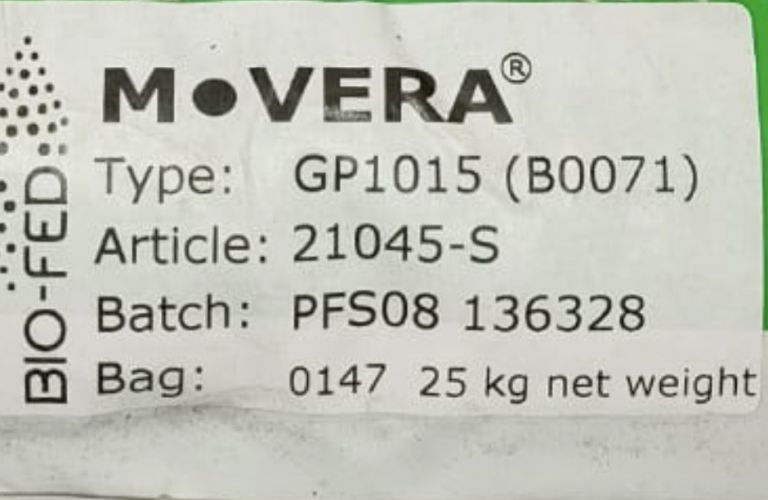 M•VERA®
Type: GP1015 (B0071)
Article: 21045-S
Batch: PFS08 136328
Bag: 0147 25 kg net weight
BIO-FED